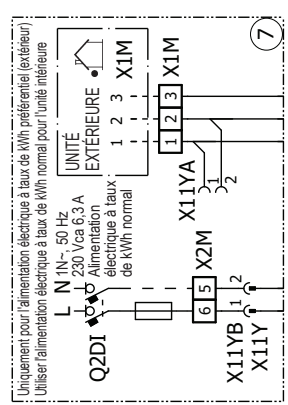 Uniquement pour l'alimentation électrique à taux de kWh préférentiel (extérieur)
Utiliser l'alimentation électrique à taux de kWh normal pour l'unité intérieure
7
L N 1N~, 50 Hz
230 Vca 6,3 A
Alimentation
électrique à taux
de kWh normal
Q2DI
UNITÉ
EXTÉRIEURE
X1M
1 2 3
1 2 3
X1M
X11YA
1
2
6 5
X2M
1 2
X11YB
X11Y